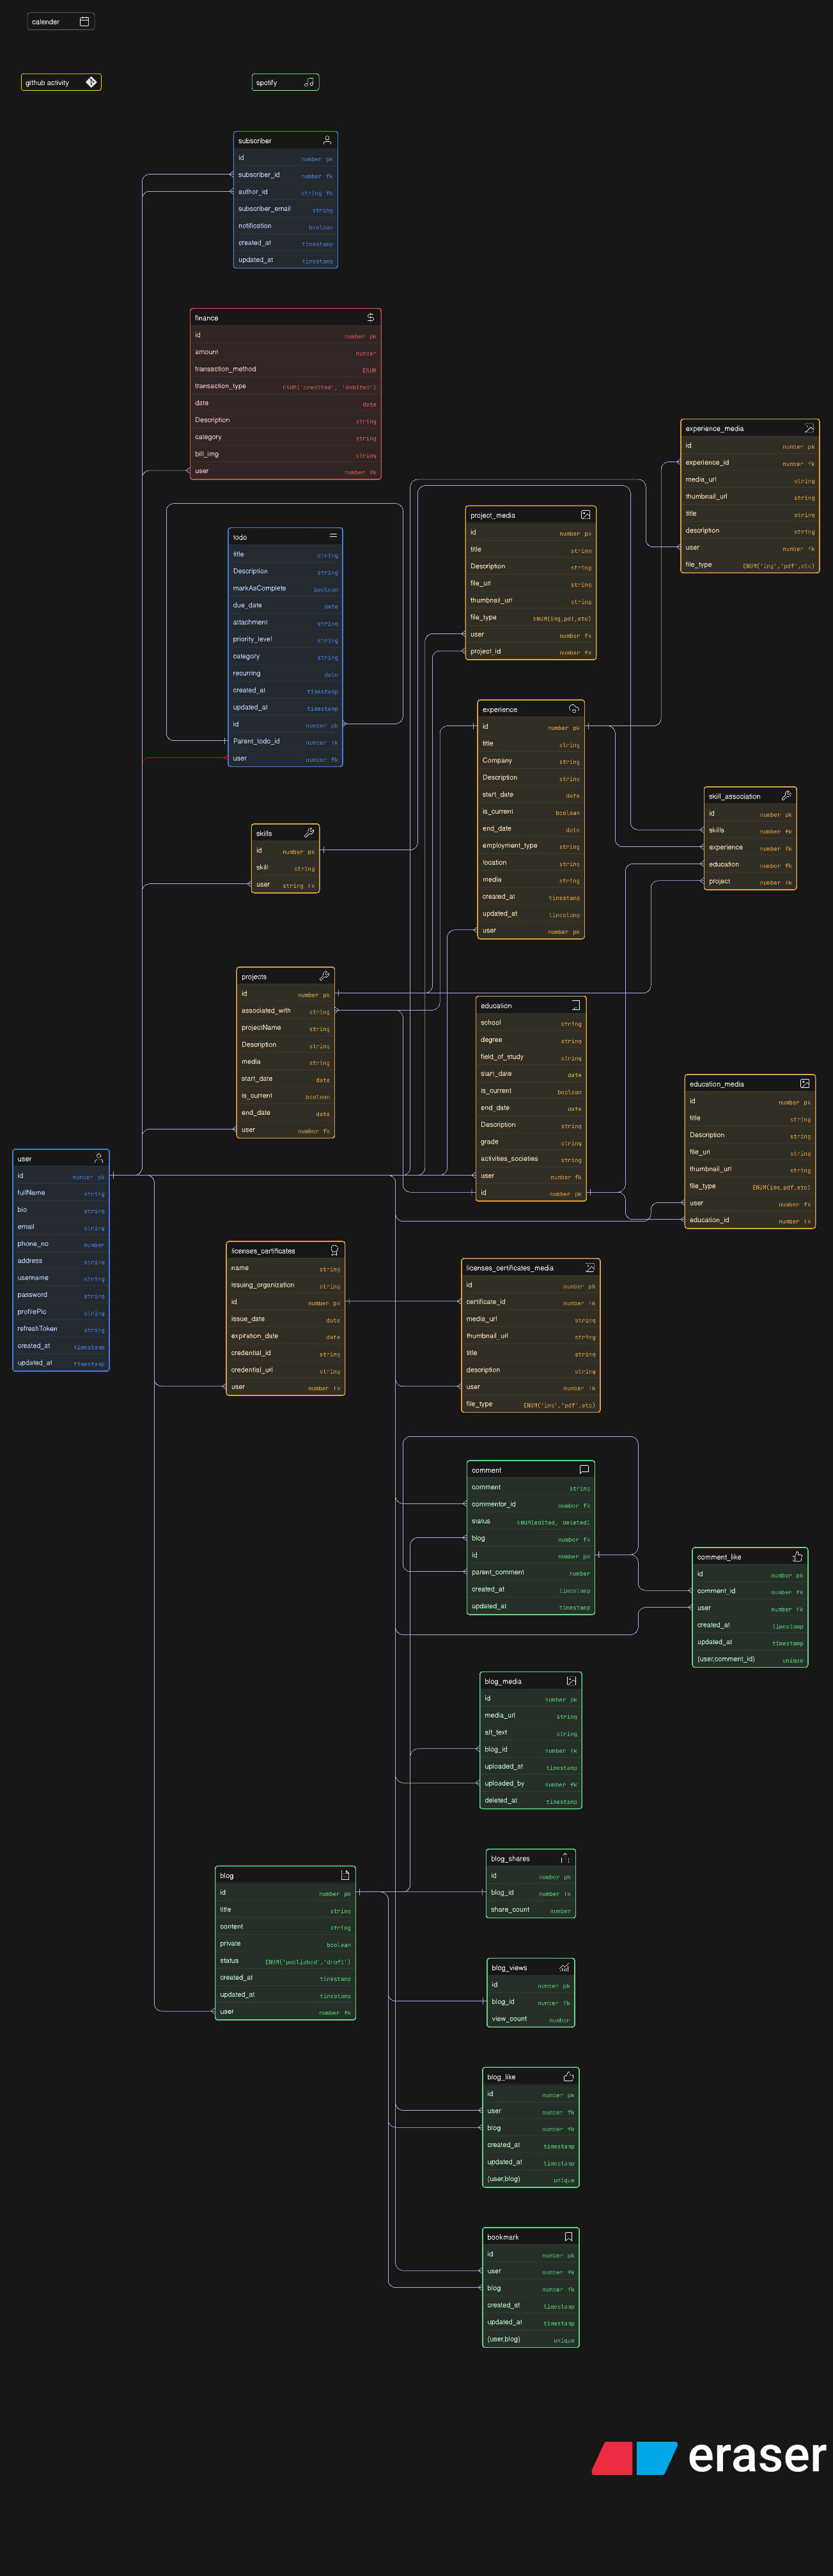 calender
github activity
spotify
subscriber
id number pk
subscriber_id number fk
author_id string fk
subscriber_email string
notification boolean
created_at timestamp
updated_at timestamp
finance
id number pk
amount number
transaction_method ENUM
transaction_type ENUM('credited', 'debited')
date date
Description string
category string
bill_img string
user number fk
experience_media
id number pk
experience_id number fk
media_url string
thumbnail_url string
title string
description string
user number fk
file_type ENUM('img','pdf',etc)
project_media
id number pk
title string
Description string
file_url string
thumbnail_url string
file_type ENUM(img,pdf,etc)
user number fk
project_id number fk
todo
title string
Description string
markAsComplete boolean
due_date date
attachment string
priority_level string
category string
recurring date
created_at timestamp
updated_at timestamp
id number pk
Parent_todo_id number fk
user number fk
experience
id number pk
title string
Company string
Description string
start_date date
is_current boolean
end_date date
employment_type string
location string
media string
created_at timestamp
updated_at timestamp
user number pk
skill_association
id number pk
skills number fk
experience number fk
education number fk
project number fk
skills
id number pk
skill string
user string fk
projects
id number pk
associated_with string
projectName string
Description string
media string
start_date date
is_current boolean
end_date date
user number fk
education
school string
degree string
field_of_study string
start_date date
is_current boolean
end_date date
Description string
grade string
activities_societies string
user number fk
id number pk
education_media
id number pk
title string
Description string
file_url string
thumbnail_url string
file_type ENUM(img,pdf,etc)
user number fk
education_id number fk
user
id number pk
fullName string
bio string
email string
phone_no number
address string
username string
password string
profilePic string
refreshToken string
created_at timestamp
updated_at timestamp
licenses_certificates
name string
issuing_organization string
id number pk
issue_date date
expiration_date date
credential_id string
credential_url string
user number fk
licenses_certificates_media
id number pk
certificate_id number fk
media_url string
thumbnail_url string
title string
description string
user number fk
file_type ENUM('img','pdf',etc)
comment
comment string
commentor_id number fk
status ENUM(edited, deleted)
blog number fk
id number pk
parent_comment number
created_at timestamp
updated_at timestamp
comment_like
id number pk
comment_id number fk
user number fk
created_at timestamp
updated_at timestamp
(user,comment_id) unique
blog_media
id number pk
media_url string
alt_text string
blog_id number fk
uploaded_at timestamp
uploaded_by number fk
deleted_at timestamp
blog_shares
id number pk
blog_id number fk
share_count number
blog
id number pk
title string
content string
private boolean
status ENUM('published','draft')
created_at timestamp
updated_at timestamp
user number fk
blog_views
id number pk
blog_id number fk
view_count number
blog_like
id number pk
user number fk
blog number fk
created_at timestamp
updated_at timestamp
(user,blog) unique
bookmark
id number pk
user number fk
blog number fk
created_at timestamp
updated_at timestamp
(user,blog) unique
eraser